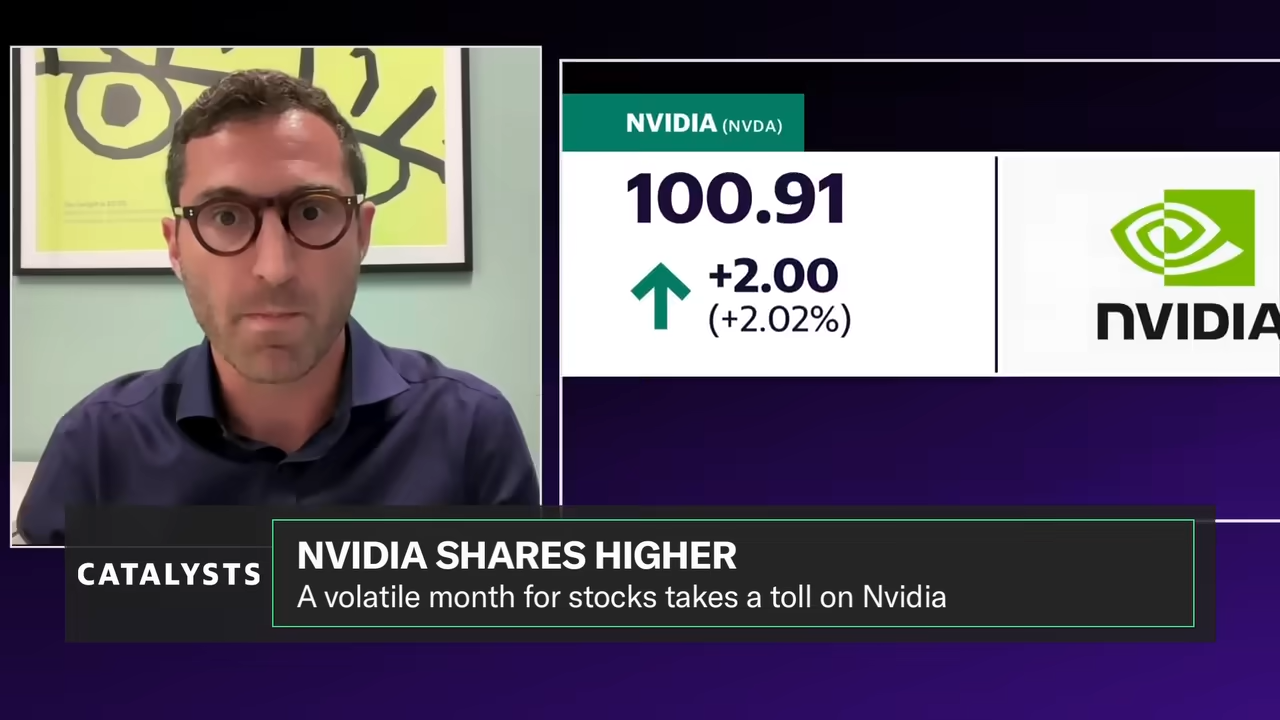 NVIDIA (NVDA)
100.91
+2.00
(+2.02%)
NVIDIA
CATALYSTS
NVIDIA SHARES HIGHER
A volatile month for stocks takes a toll on Nvidia